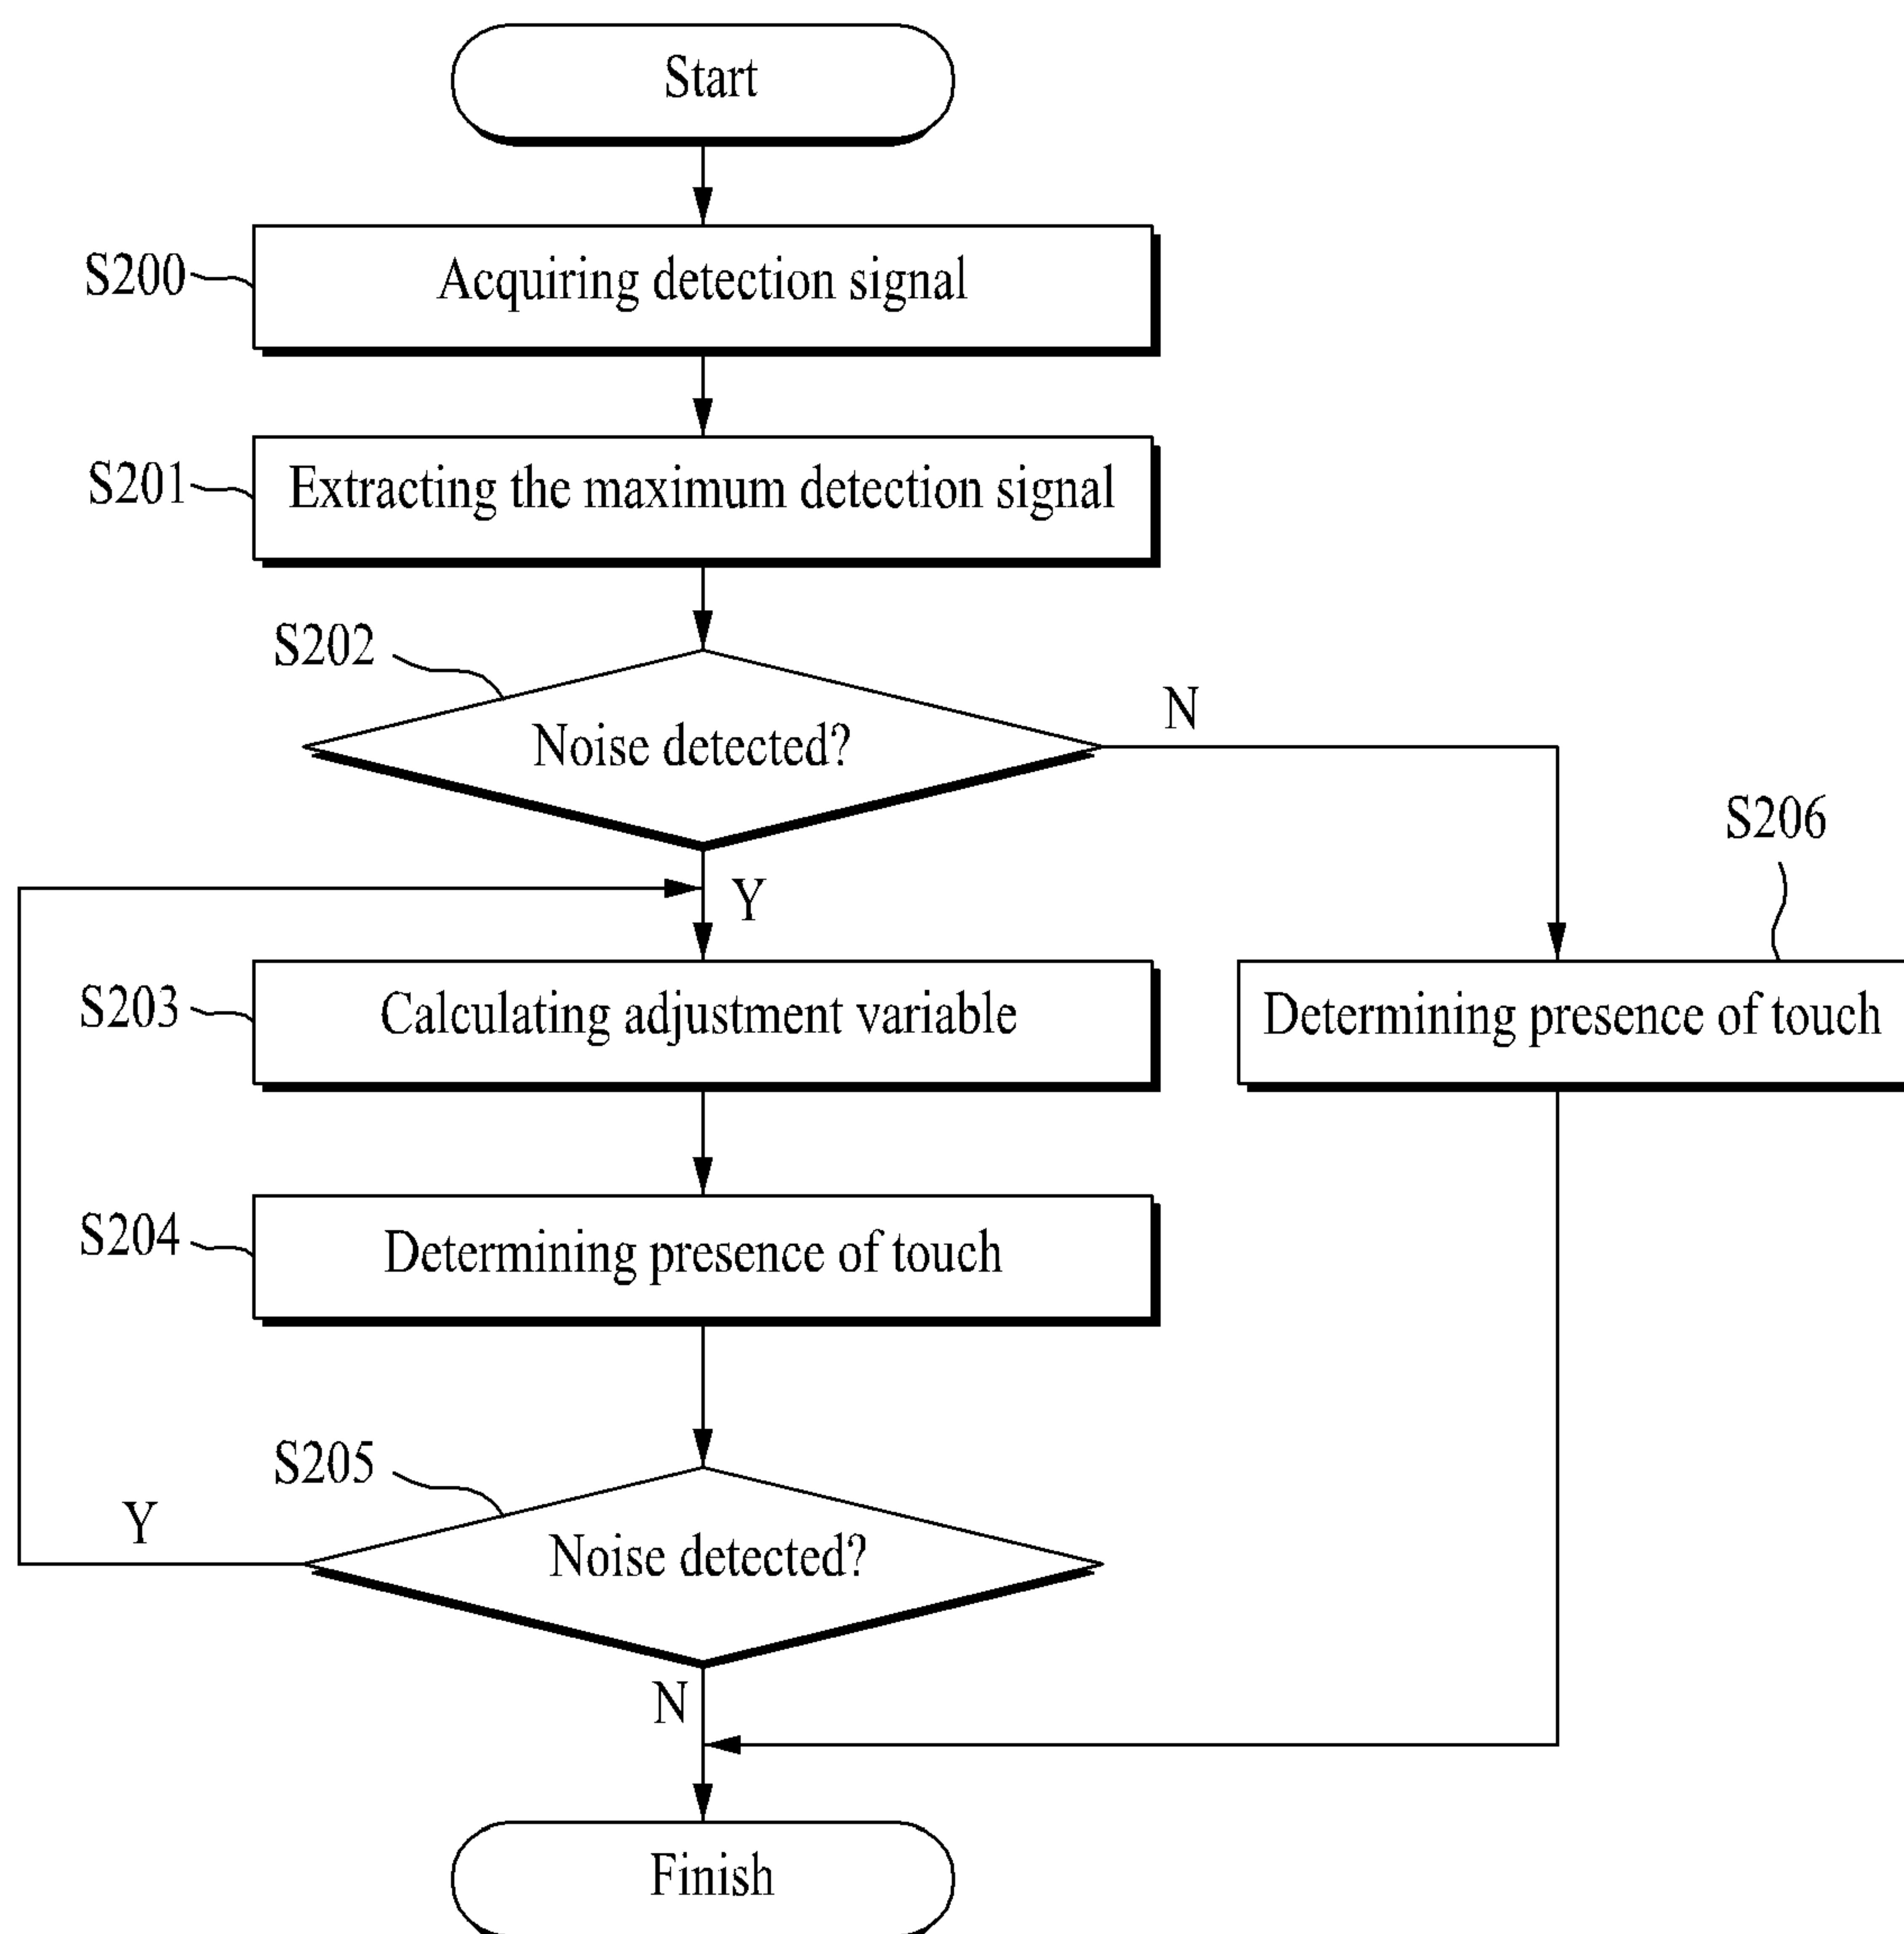 Start
S200
Acquiring detection signal
S201
Extracting the maximum detection signal
S202
Noise detected?
N
S206
Y
S203
Calculating adjustment variable
Determining presence of touch
S204
Determining presence of touch
S205
Y
Noise detected?
N
Finish